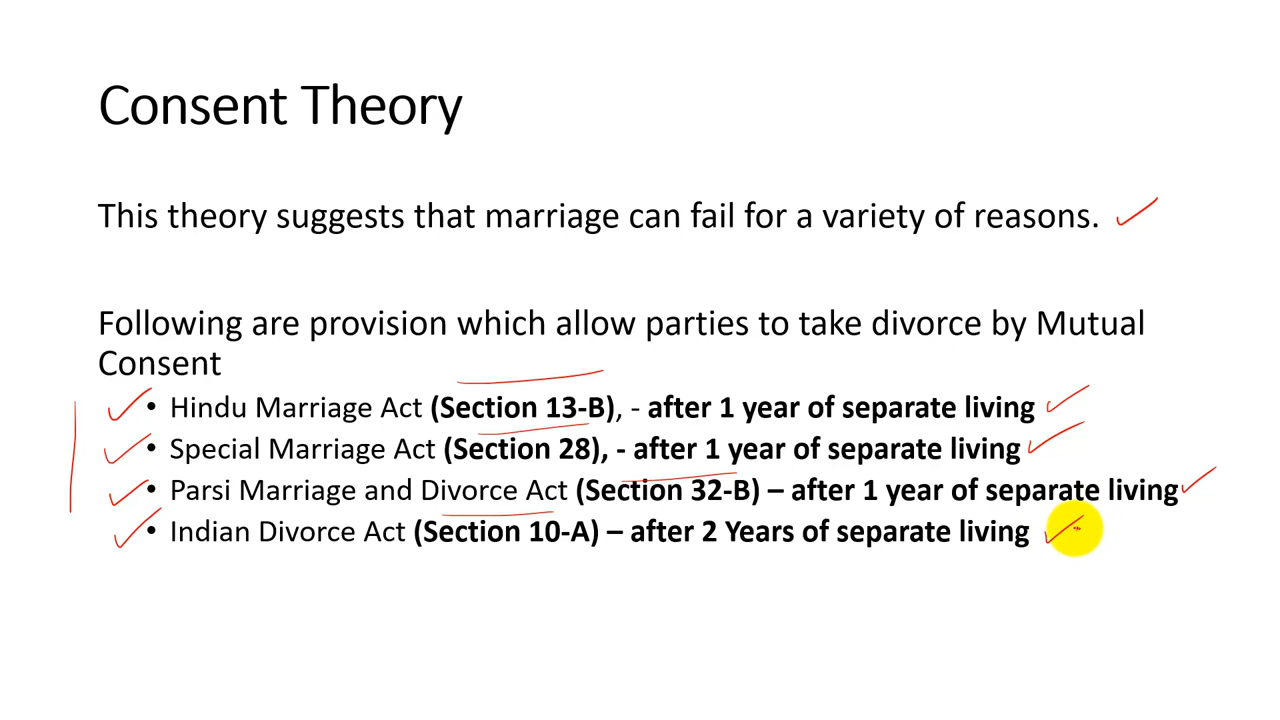 Consent Theory
This theory suggests that marriage can fail for a variety of reasons.
Following are provision which allow parties to take divorce by Mutual
Consent
• Hindu Marriage Act (Section 13-B), - after 1 year of separate living
• Special Marriage Act (Section 28), - after 1 year of separate living
• Parsi Marriage and Divorce Act (Section 32-B) – after 1 year of separate living
• Indian Divorce Act (Section 10-A) – after 2 Years of separate living